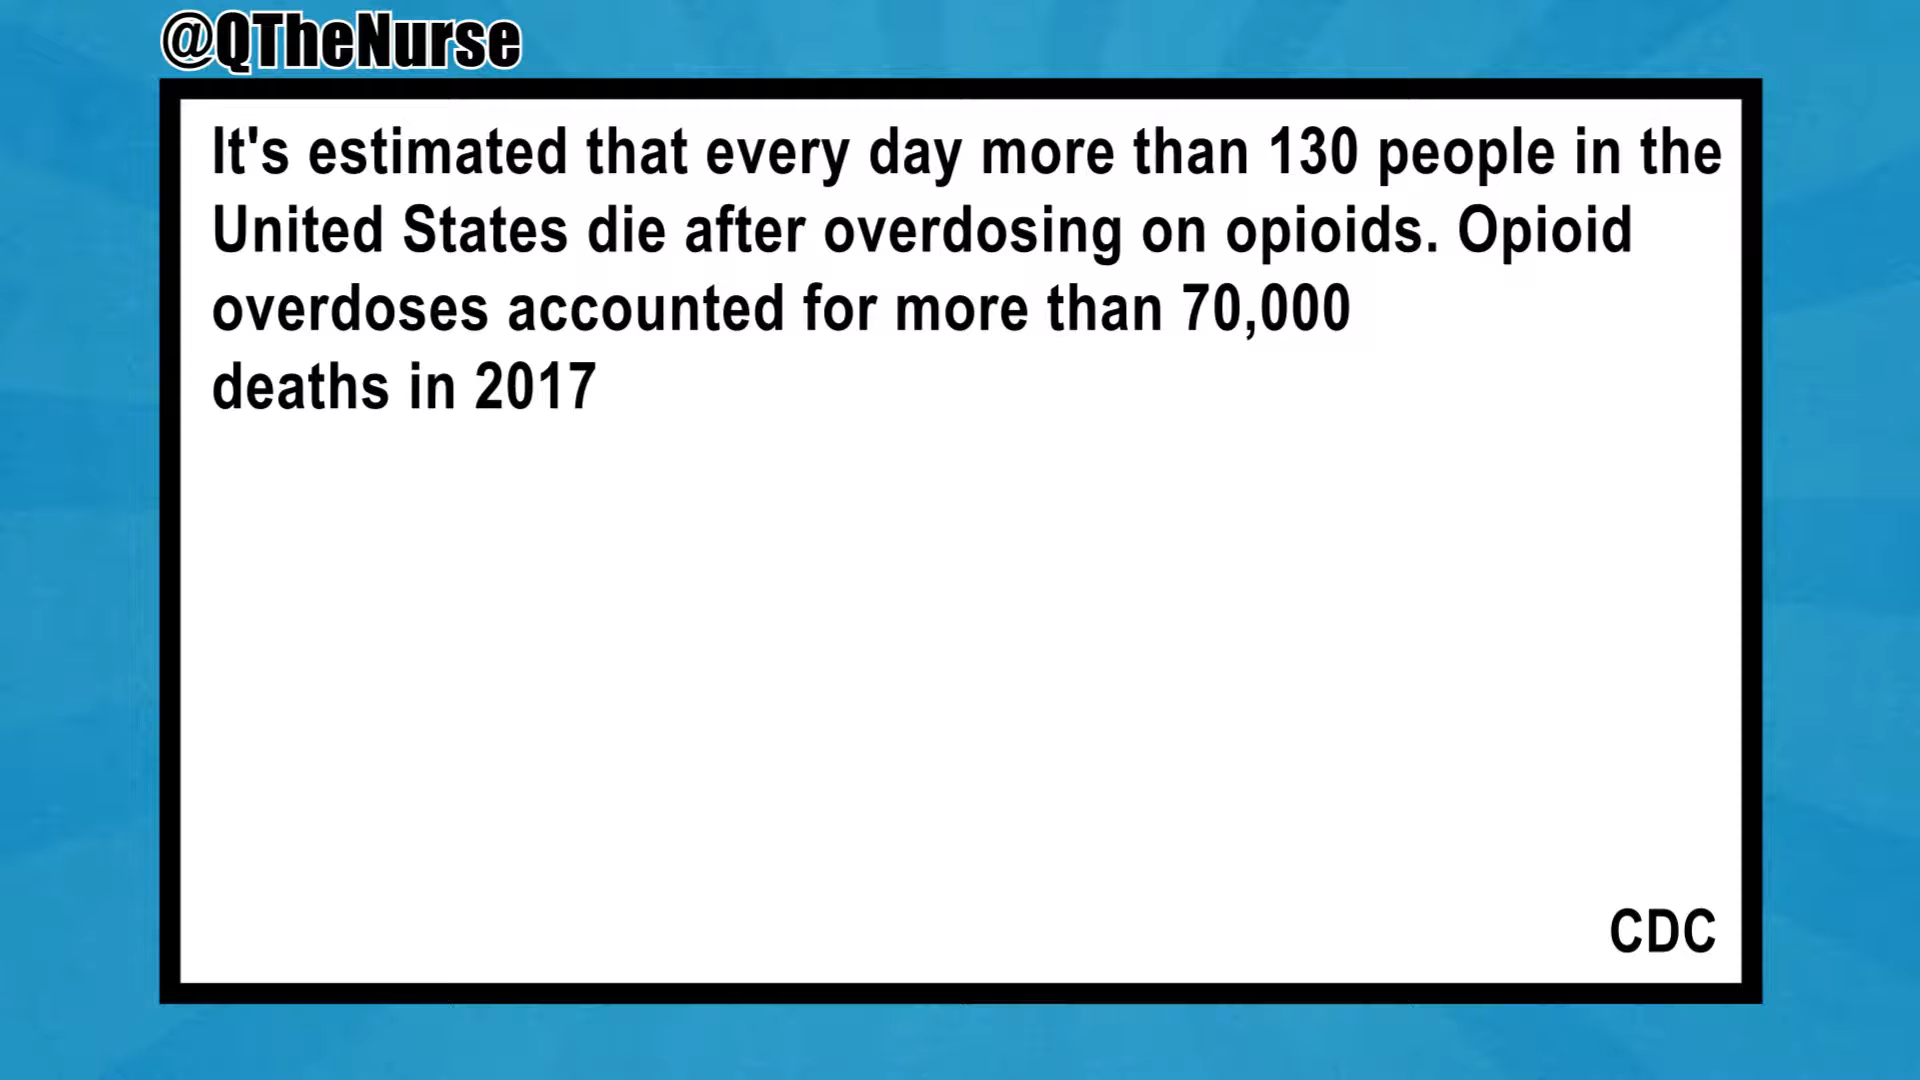 @QTheNurse
It's estimated that every day more than 130 people in the
United States die after overdosing on opioids. Opioid
overdoses accounted for more than 70,000
deaths in 2017
CDC